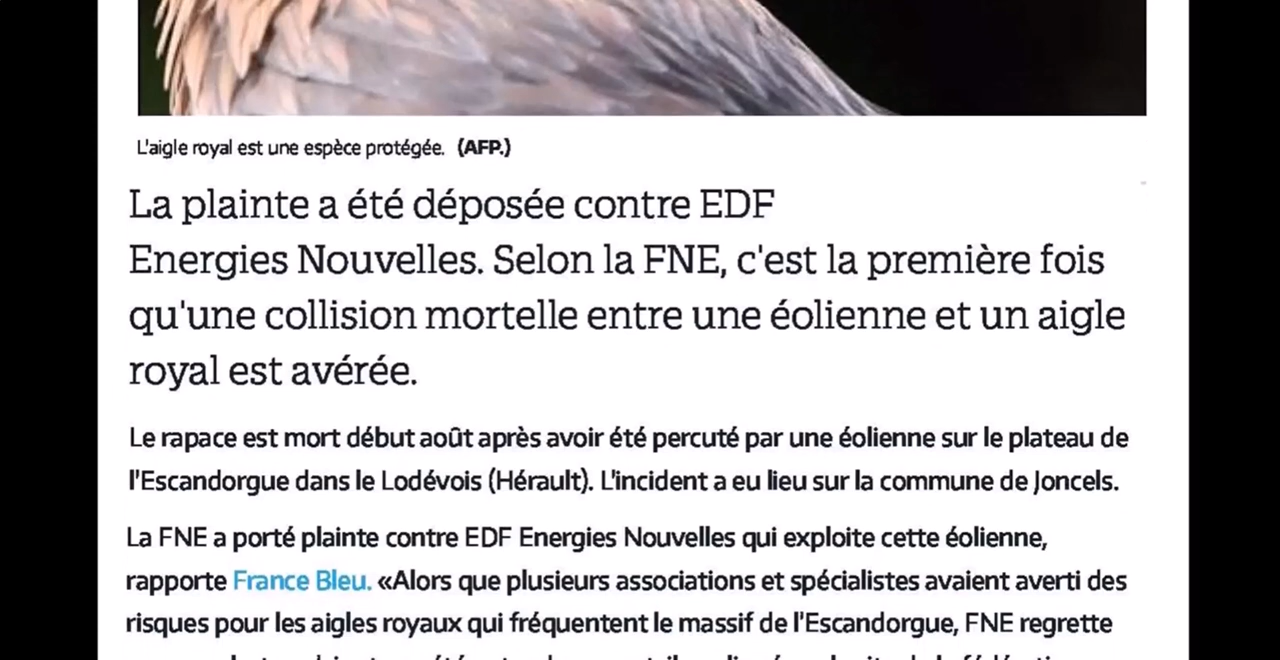 L'aigle royal est une espèce protégée. (AFP.)
La plainte a été déposée contre EDF
Energies Nouvelles. Selon la FNE, c'est la première fois
qu'une collision mortelle entre une éolienne et un aigle
royal est avérée.
Le rapace est mort début août après avoir été percuté par une éolienne sur le plateau de
l'Escandorgue dans le Lodévois (Hérault). L'incident a eu lieu sur la commune de Joncels.
La FNE a porté plainte contre EDF Energies Nouvelles qui exploite cette éolienne,
rapporte France Bleu. «Alors que plusieurs associations et spécialistes avaient averti des
risques pour les aigles royaux qui fréquentent le massif de l'Escandorgue, FNE regrette